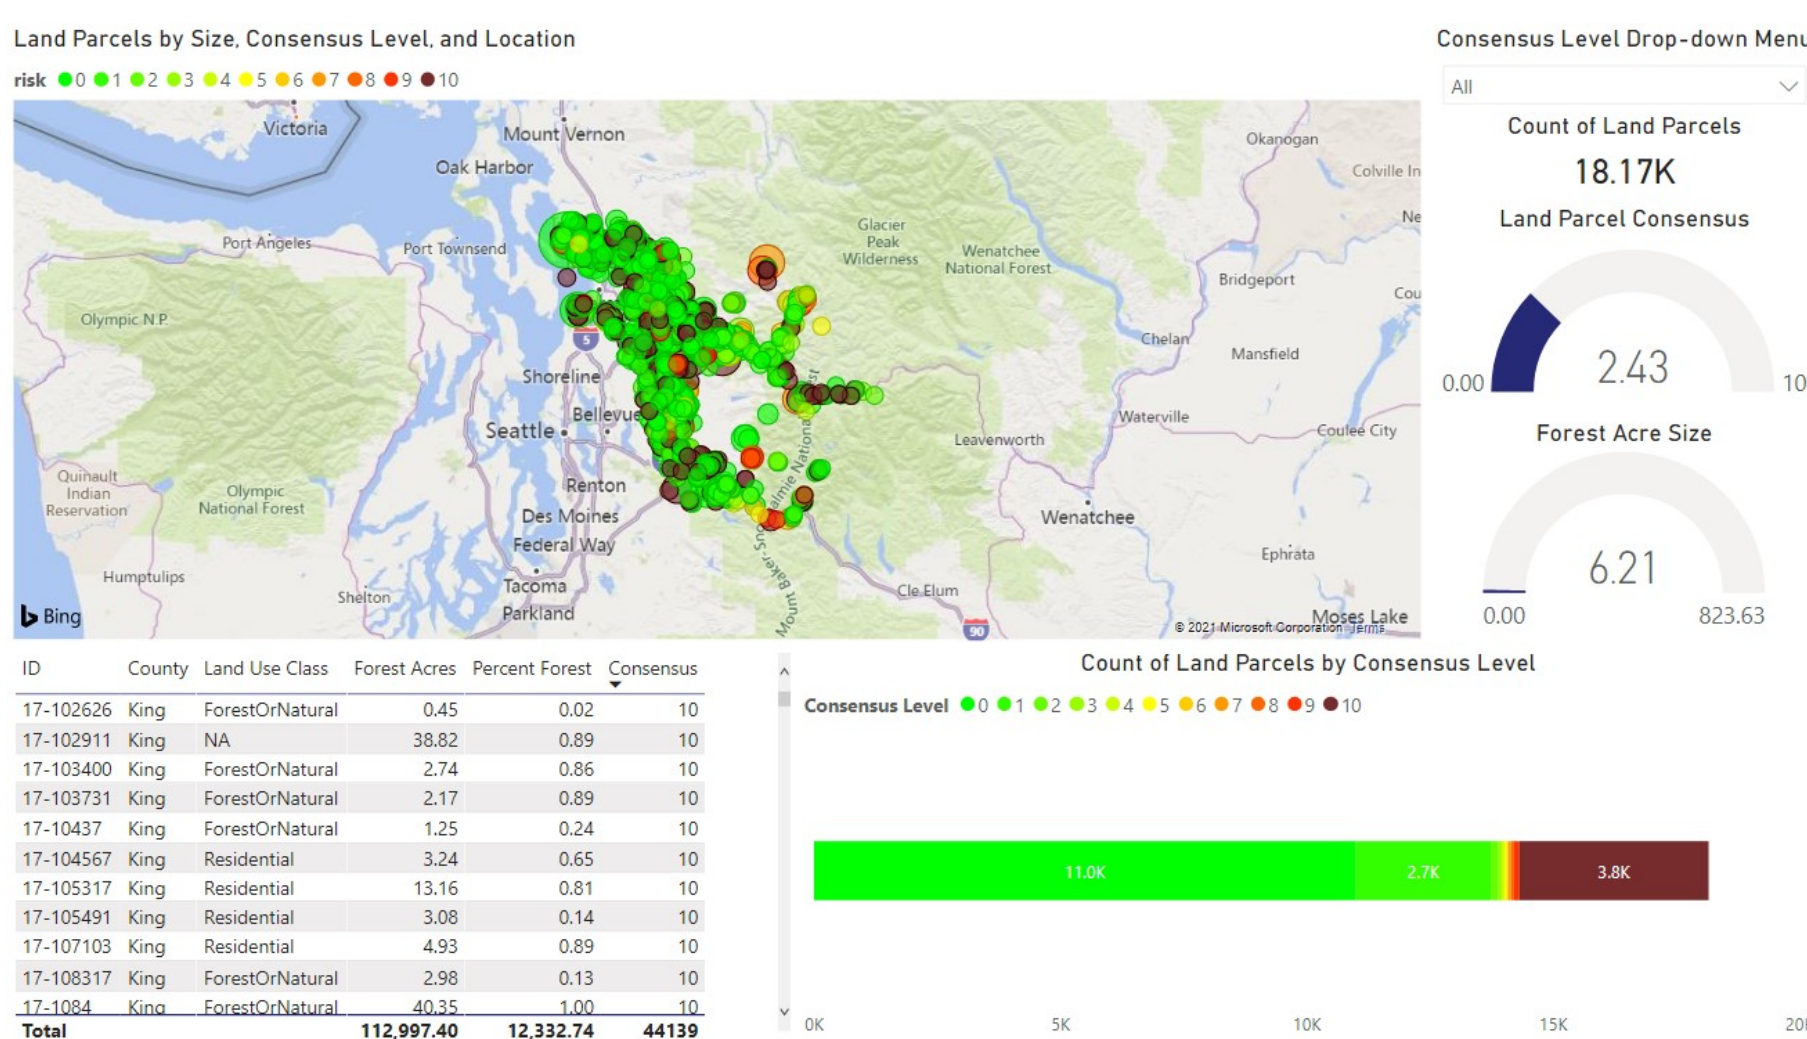 Land Parcels by Size, Consensus Level, and Location
risk 0 1 2 3 4 5 6 7 8 9 10
Consensus Level Drop-down Menu
All
Count of Land Parcels
18.17K
Land Parcel Consensus
2.43
0.00
10
Forest Acre Size
6.21
0.00
823.63
Victoria
Mount Vernon
Oak Harbor
Okanogan
Colville In
Ne
Port Angeles
Port Townsend
Glacier
Peak
Wilderness
Wenatchee
National Forest
Bridgeport
Cou
Olympic N.P.
5
Chelan
Mansfield
Shoreline
Bellevue
Seattle
Waterville
Coulee City
Leavenworth
Quinault
Indian
Reservation
Olympic
National Forest
Renton
Des Moines
Federal Way
Wenatchee
Ephrata
Humptulips
Shelton
Tacoma
Parkland
Cle Elum
Mount Baker-Sno
almie National
est
90
Moses Lake
Bing
© 2021 Microsoft Corporation Terms
ID County Land Use Class Forest Acres Percent Forest Consensus
17-102626 King ForestOrNatural 0.45 0.02 10
17-102911 King NA 38.82 0.89 10
17-103400 King ForestOrNatural 2.74 0.86 10
17-103731 King ForestOrNatural 2.17 0.89 10
17-10437 King ForestOrNatural 1.25 0.24 10
17-104567 King Residential 3.24 0.65 10
17-105317 King Residential 13.16 0.81 10
17-105491 King Residential 3.08 0.14 10
17-107103 King Residential 4.93 0.89 10
17-108317 King ForestOrNatural 2.98 0.13 10
17-1084 King ForestOrNatural 40.35 1.00 10
Total 112,997.40 12,332.74 44139
Count of Land Parcels by Consensus Level
Consensus Level 0 1 2 3 4 5 6 7 8 9 10
11.0K 2.7K 3.8K
0K 5K 10K 15K 20K